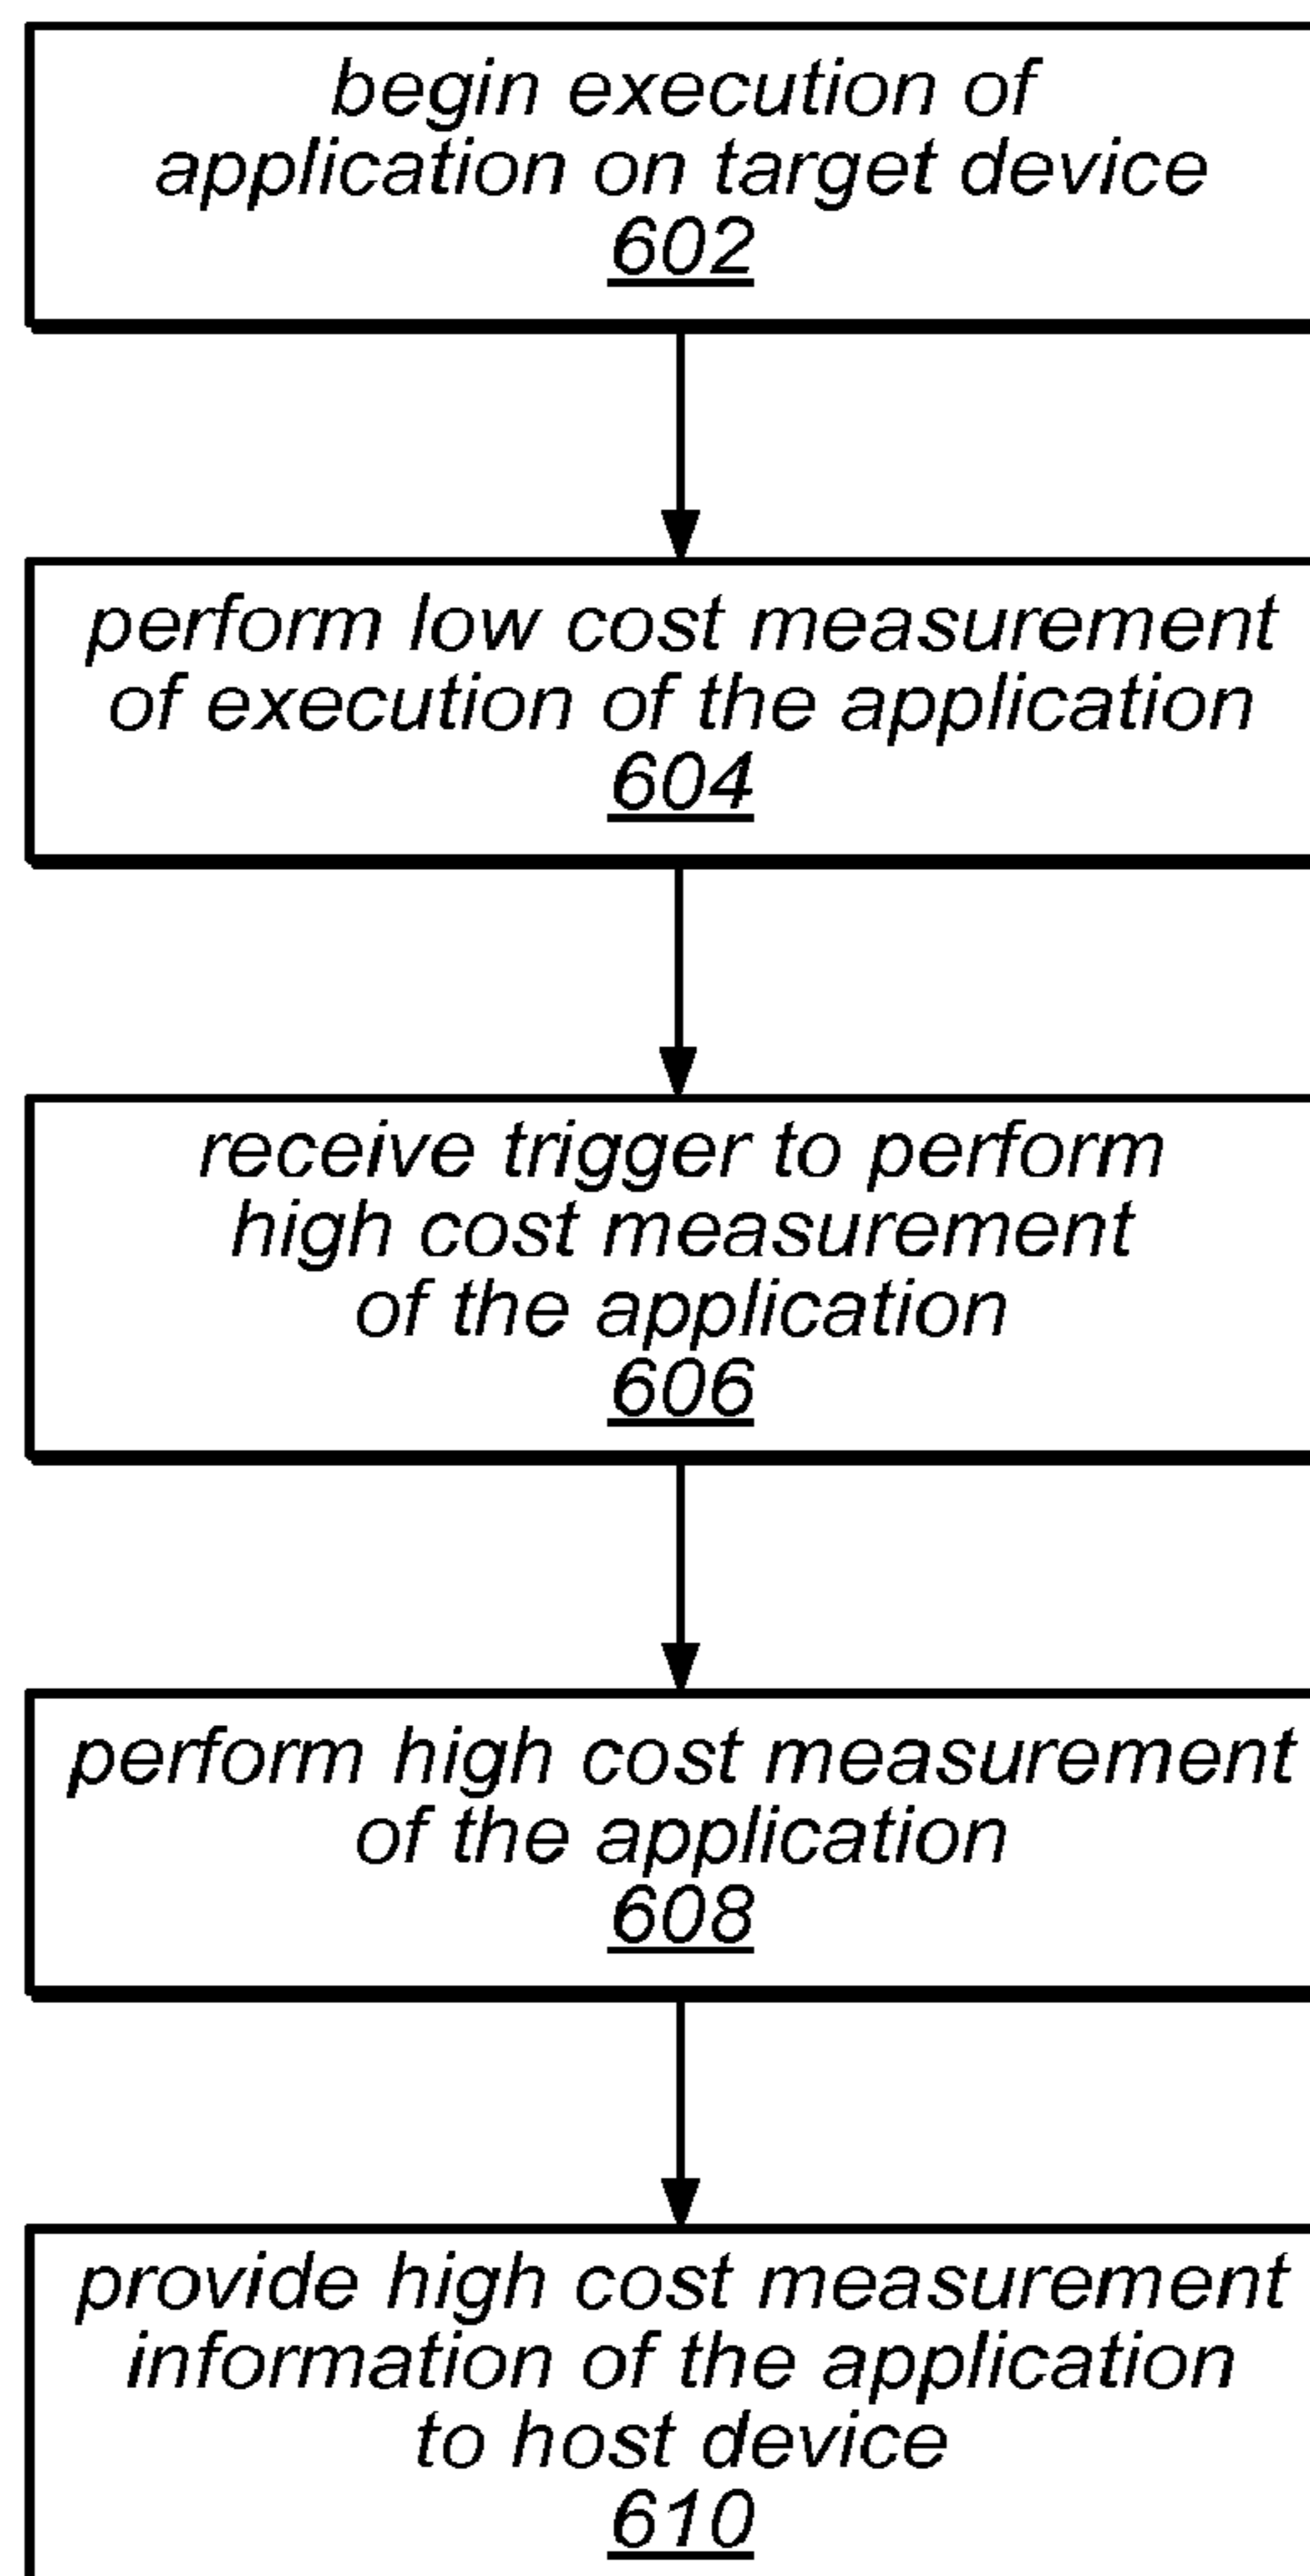 begin execution of
application on target device
602
perform low cost measurement
of execution of the application
604
receive trigger to perform
high cost measurement
of the application
606
perform high cost measurement
of the application
608
provide high cost measurement
information of the application
to host device
610